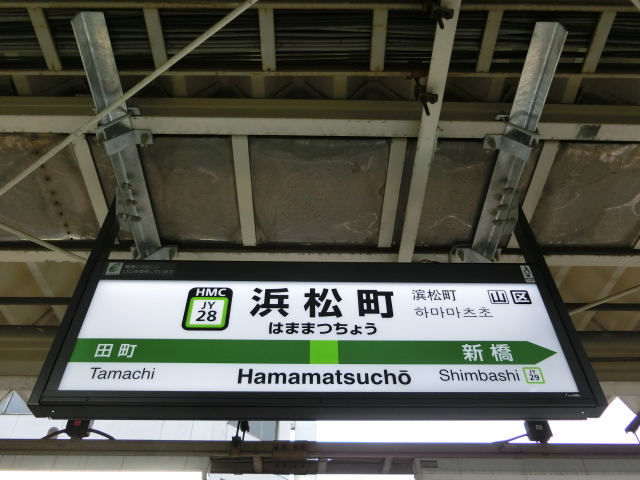 HMC
JY
28
浜松町
はままつちょう
滨松町
하마마츠초
山 区
田町
新橋
Tamachi
Hamamatsuchō
Shimbashi
JY
29